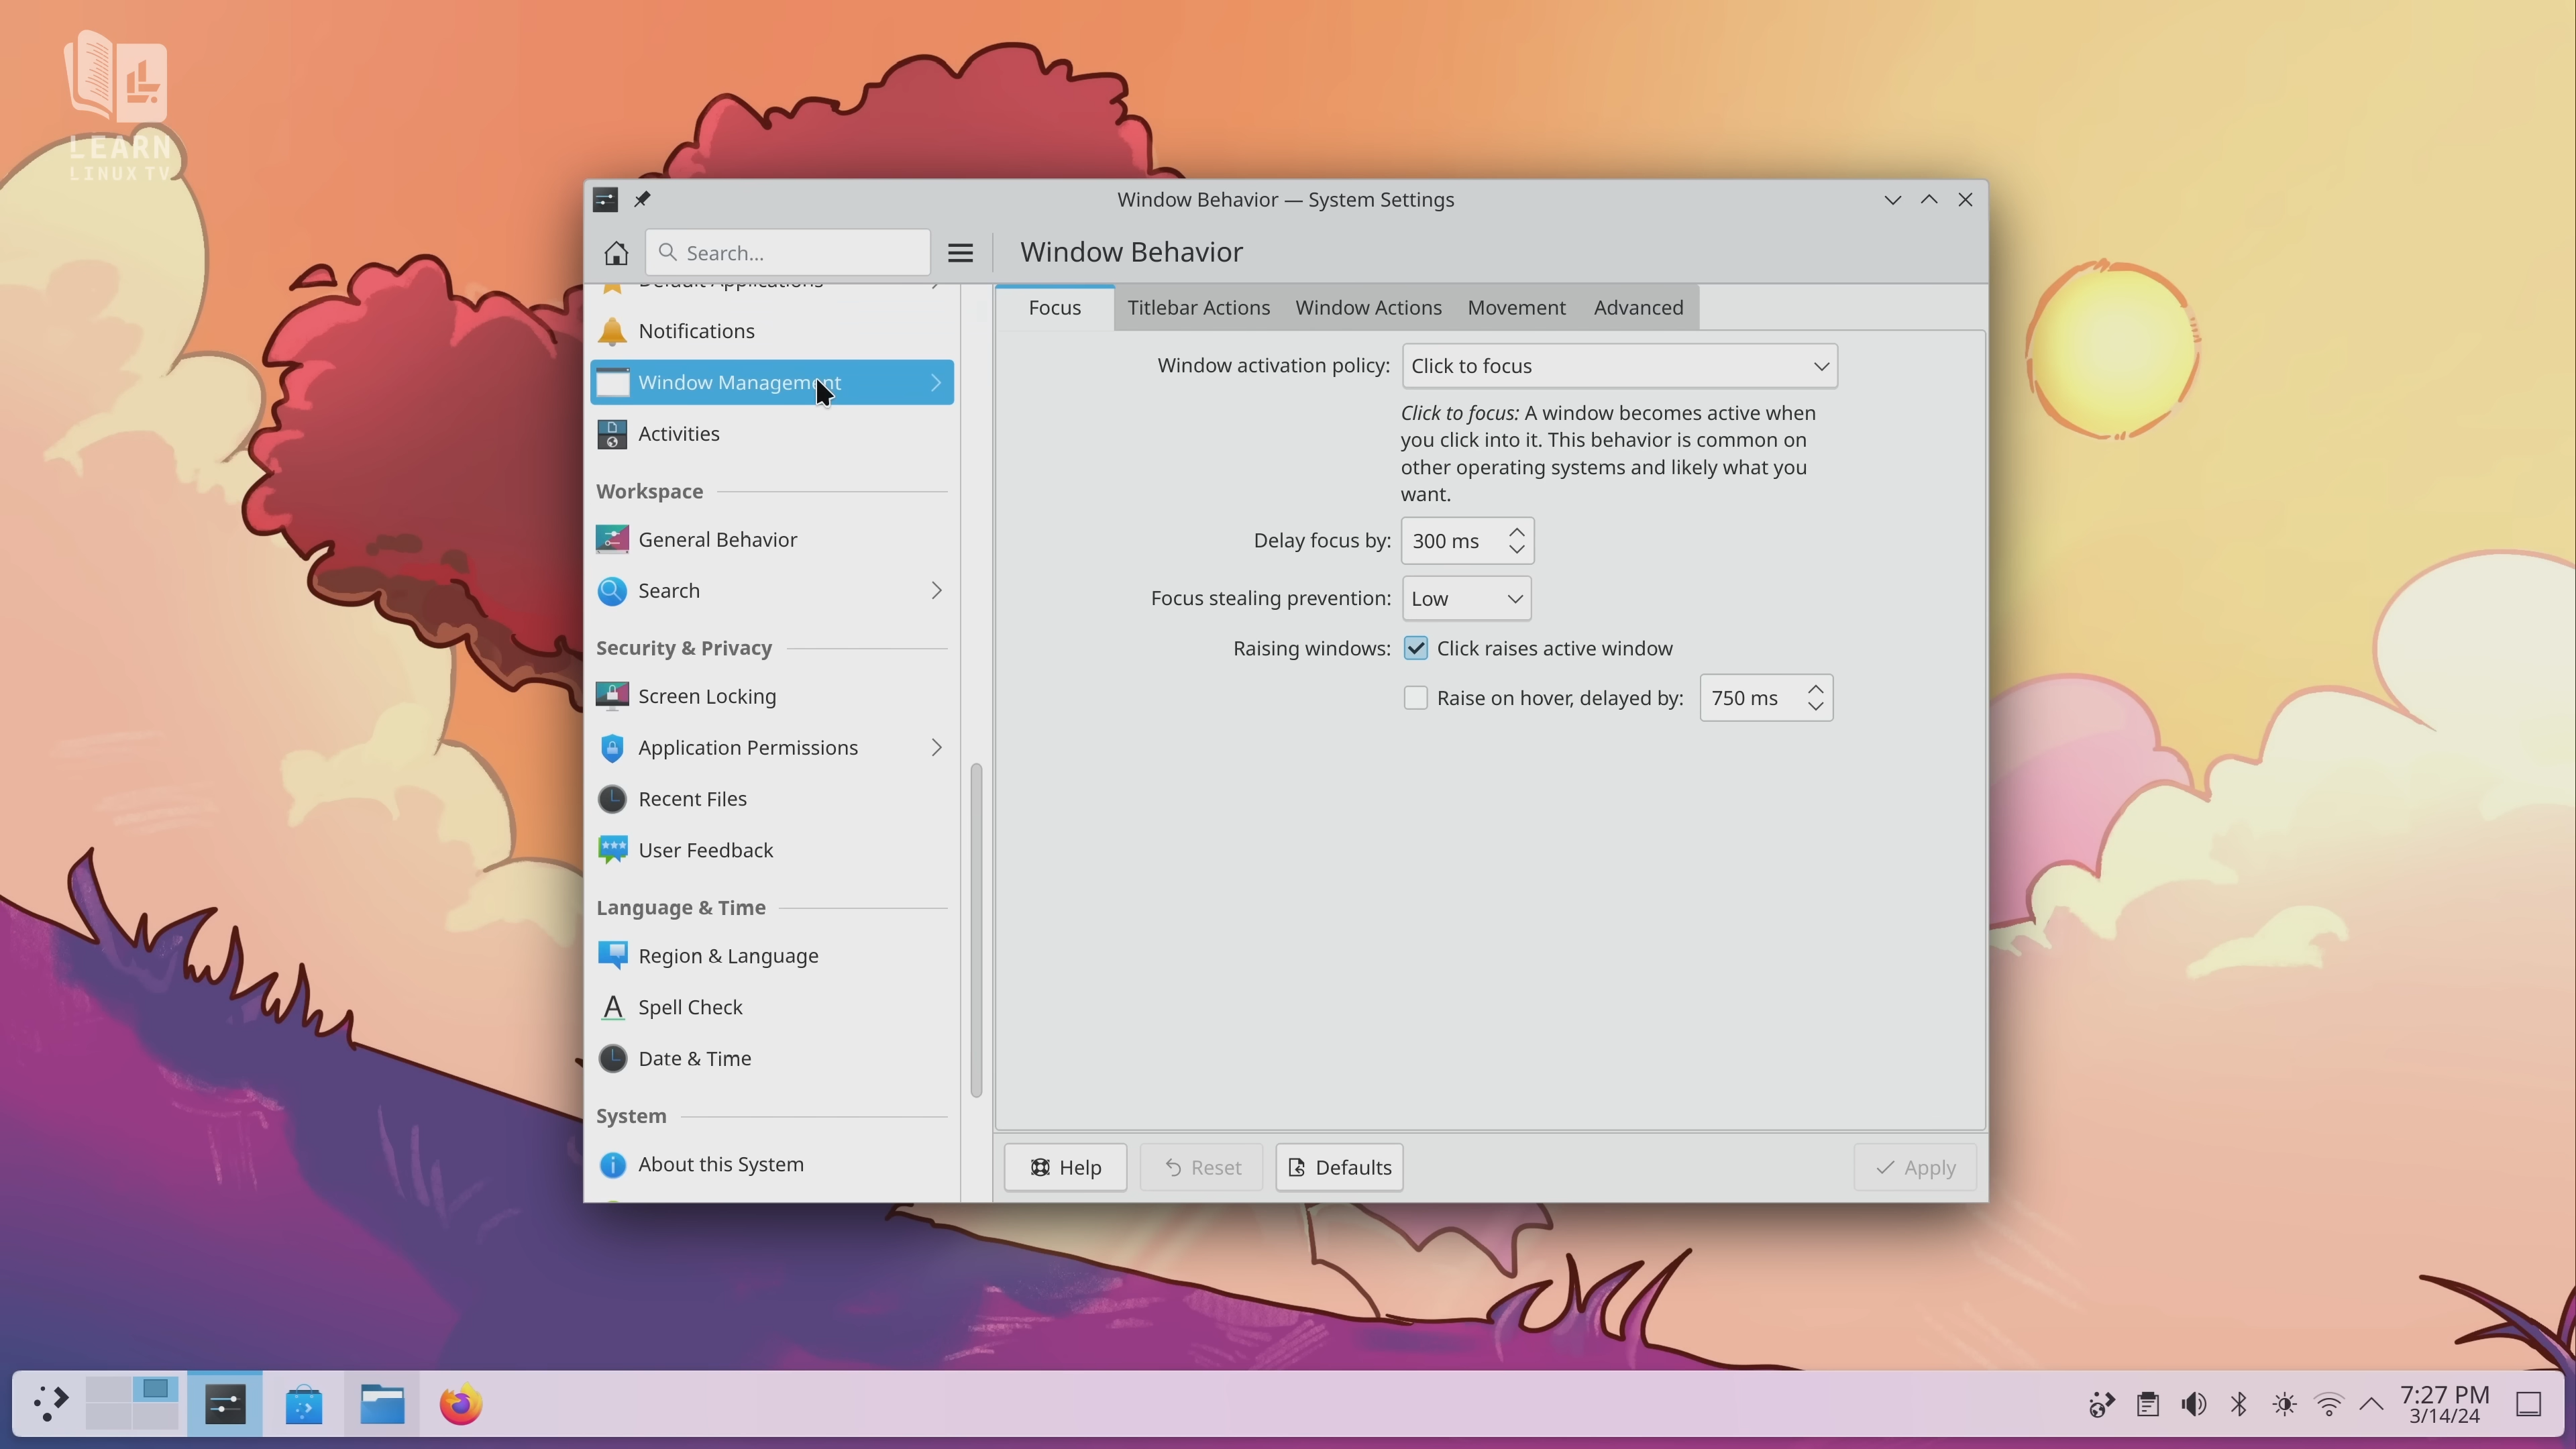 LEARN
LINUX TV
Window Behavior — System Settings
Search...
Window Behavior
Default Applications
Notifications
Window Management
Activities
Workspace
General Behavior
Search
Security & Privacy
Screen Locking
Application Permissions
Recent Files
User Feedback
Language & Time
Region & Language
Spell Check
Date & Time
System
About this System
Focus Titlebar Actions Window Actions Movement Advanced
Window activation policy: Click to focus
Click to focus: A window becomes active when
you click into it. This behavior is common on
other operating systems and likely what you
want.
Delay focus by: 300 ms
Focus stealing prevention: Low
Raising windows: Click raises active window
Raise on hover, delayed by: 750 ms
Help Reset Defaults Apply
7:27 PM
3/14/24